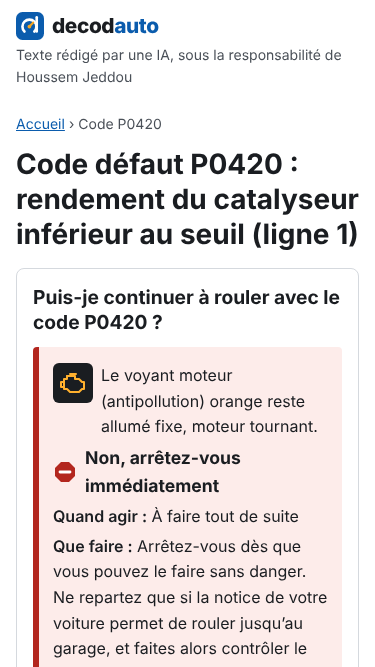 decodauto
Texte rédigé par une IA, sous la responsabilité de
Houssem Jeddou
Accueil › Code P0420
Code défaut P0420 :
rendement du catalyseur
inférieur au seuil (ligne 1)
Puis-je continuer à rouler avec le
code P0420 ?
Le voyant moteur
(antipollution) orange reste
allumé fixe, moteur tournant.
Non, arrêtez-vous
immédiatement
Quand agir : À faire tout de suite
Que faire : Arrêtez-vous dès que
vous pouvez le faire sans danger.
Ne repartez que si la notice de votre
voiture permet de rouler jusqu’au
garage, et faites alors contrôler le